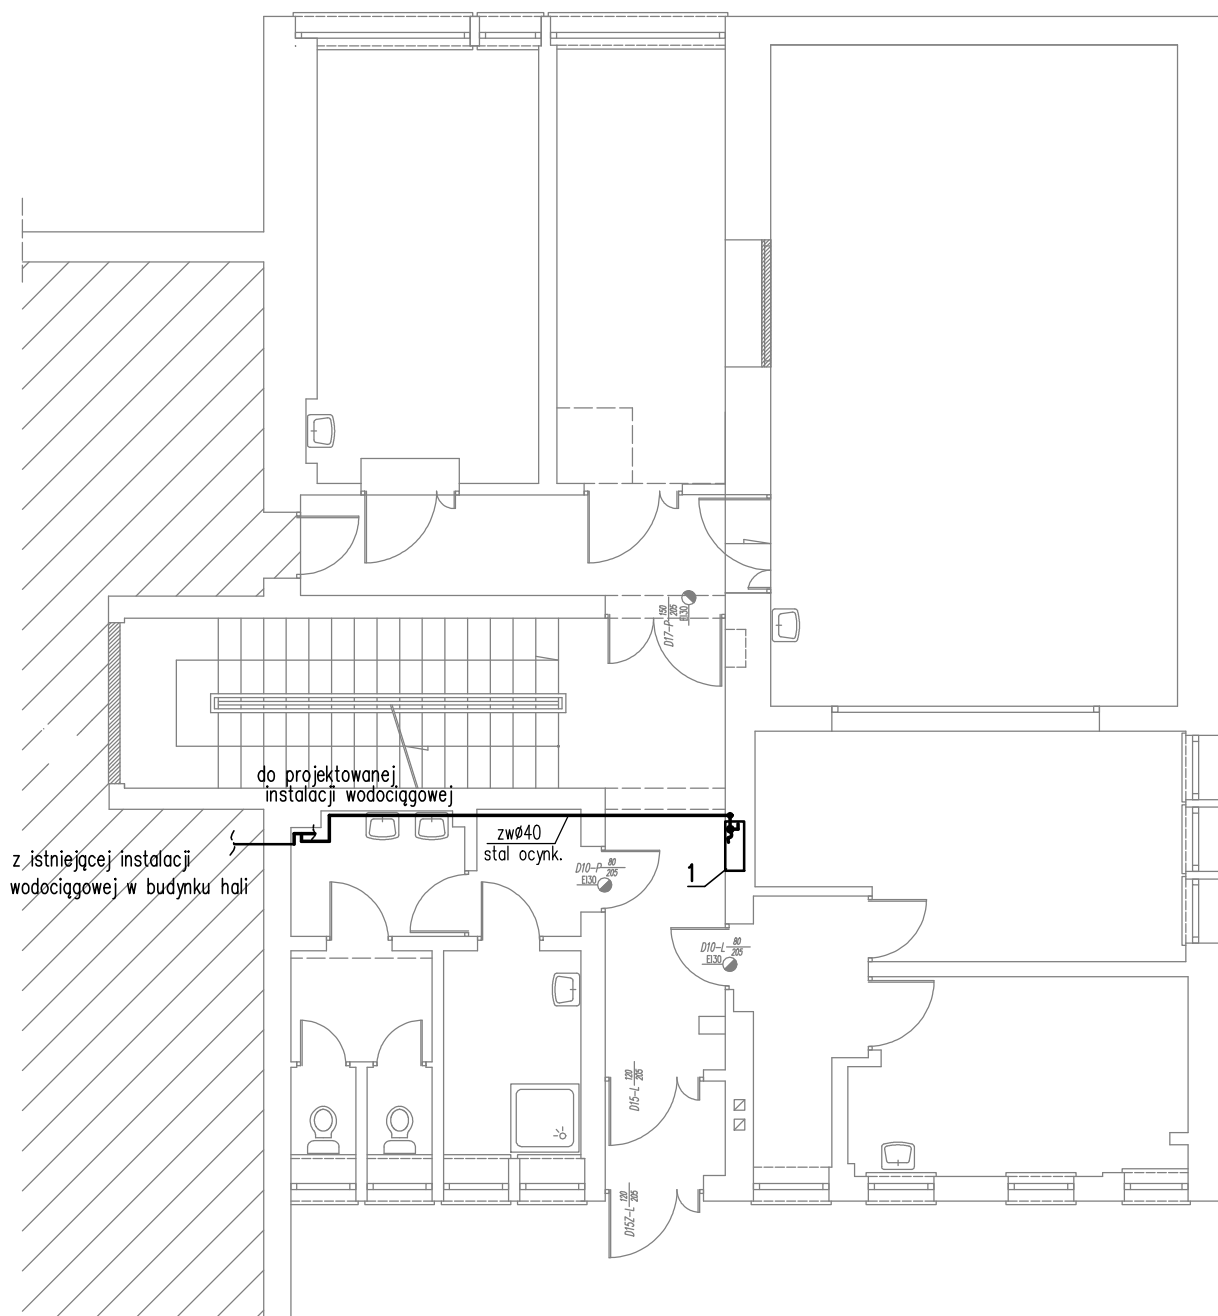 D17-P 150
205
EI30
do projektowanej
instalacji wodociągowej
zwø40
stal ocynk.
z istniejącej instalacji
wodociągowej w budynku hali
D10-P 80
205
EI30
1
D10-L 80
205
EI30
D15-L 120
205
D15Z-L 120
205